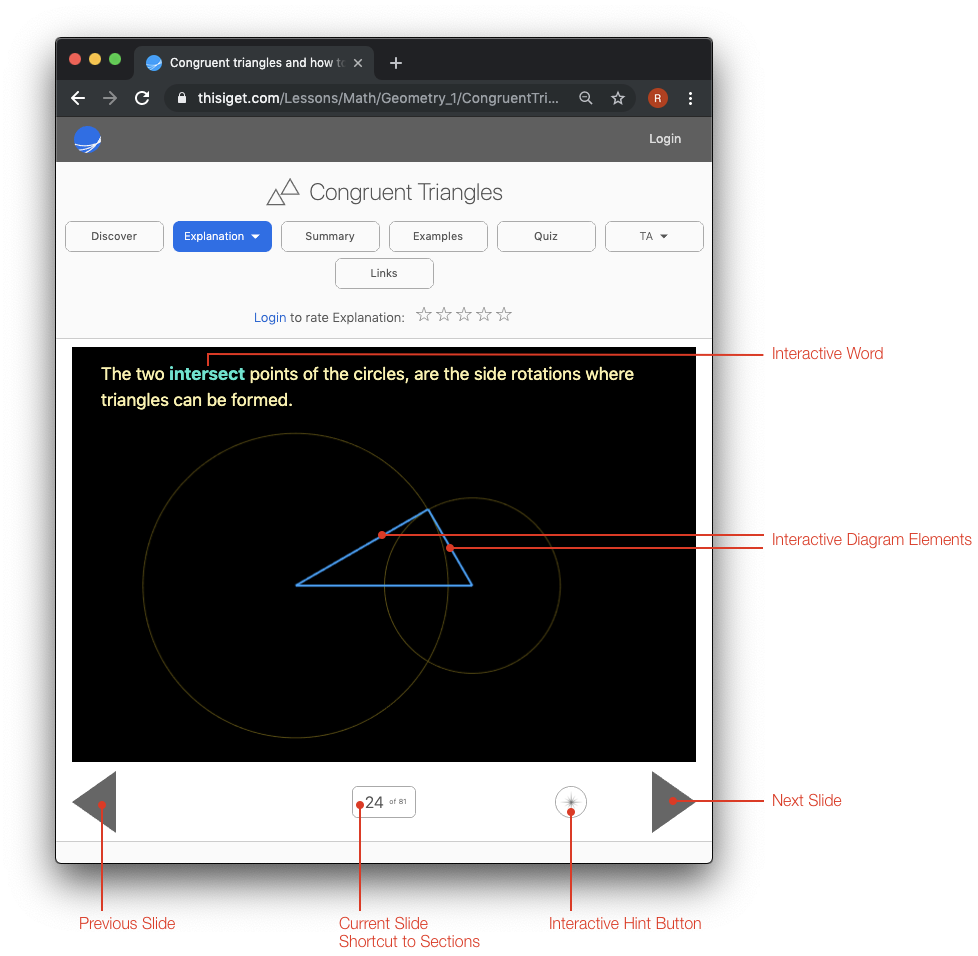 Congruent triangles and how to
thisiget.com/Lessons/Math/Geometry_1/CongruentTri...
R
Login
Congruent Triangles
Discover
Explanation
Summary
Examples
Quiz
TA
Links
Login to rate Explanation:
Interactive Word
The two intersect points of the circles, are the side rotations where
triangles can be formed.
Interactive Diagram Elements
24 of 81
Next Slide
Previous Slide
Current Slide
Shortcut to Sections
Interactive Hint Button